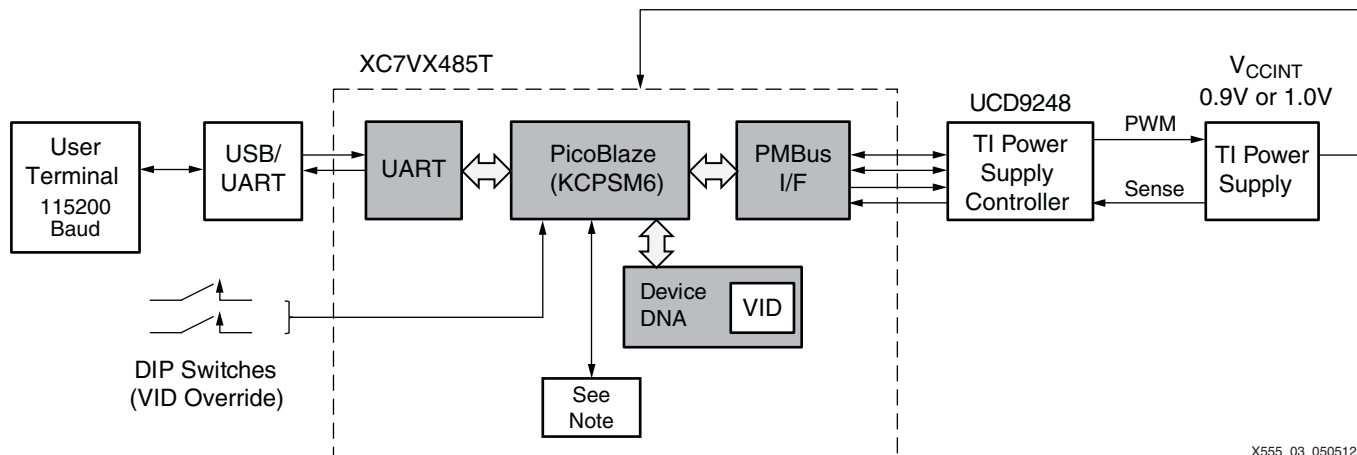 XC7VX485T
V_CCINT
0.9V or 1.0V
UCD9248
User
Terminal
115200
Baud
USB/
UART
UART
PicoBlaze
(KCPSM6)
PMBus
I/F
TI Power
Supply
Controller
PWM
Sense
TI Power
Supply
Device
DNA
VID
DIP Switches
(VID Override)
See
Note
X555_03_050512